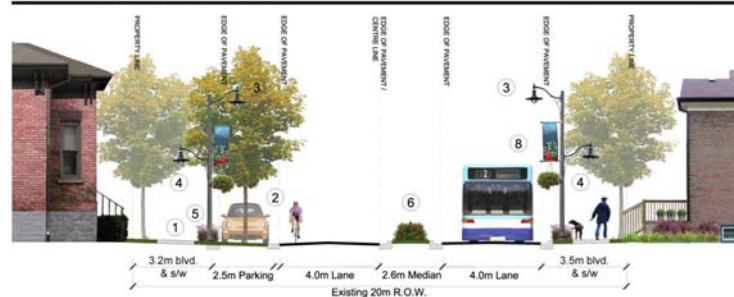 PROPERTY LINE
EDGE OF PAVEMENT
EDGE OF PAVEMENT
EDGE OF PAVEMENT /
CENTRE LINE
EDGE OF PAVEMENT
EDGE OF PAVEMENT
PROPERTY LINE
3
3
8
4
4
2
6
5
1
3.2m blvd.
& s/w
2.5m Parking
4.0m Lane
2.6m Median
4.0m Lane
3.5m blvd.
& s/w
Existing 20m R.O.W.